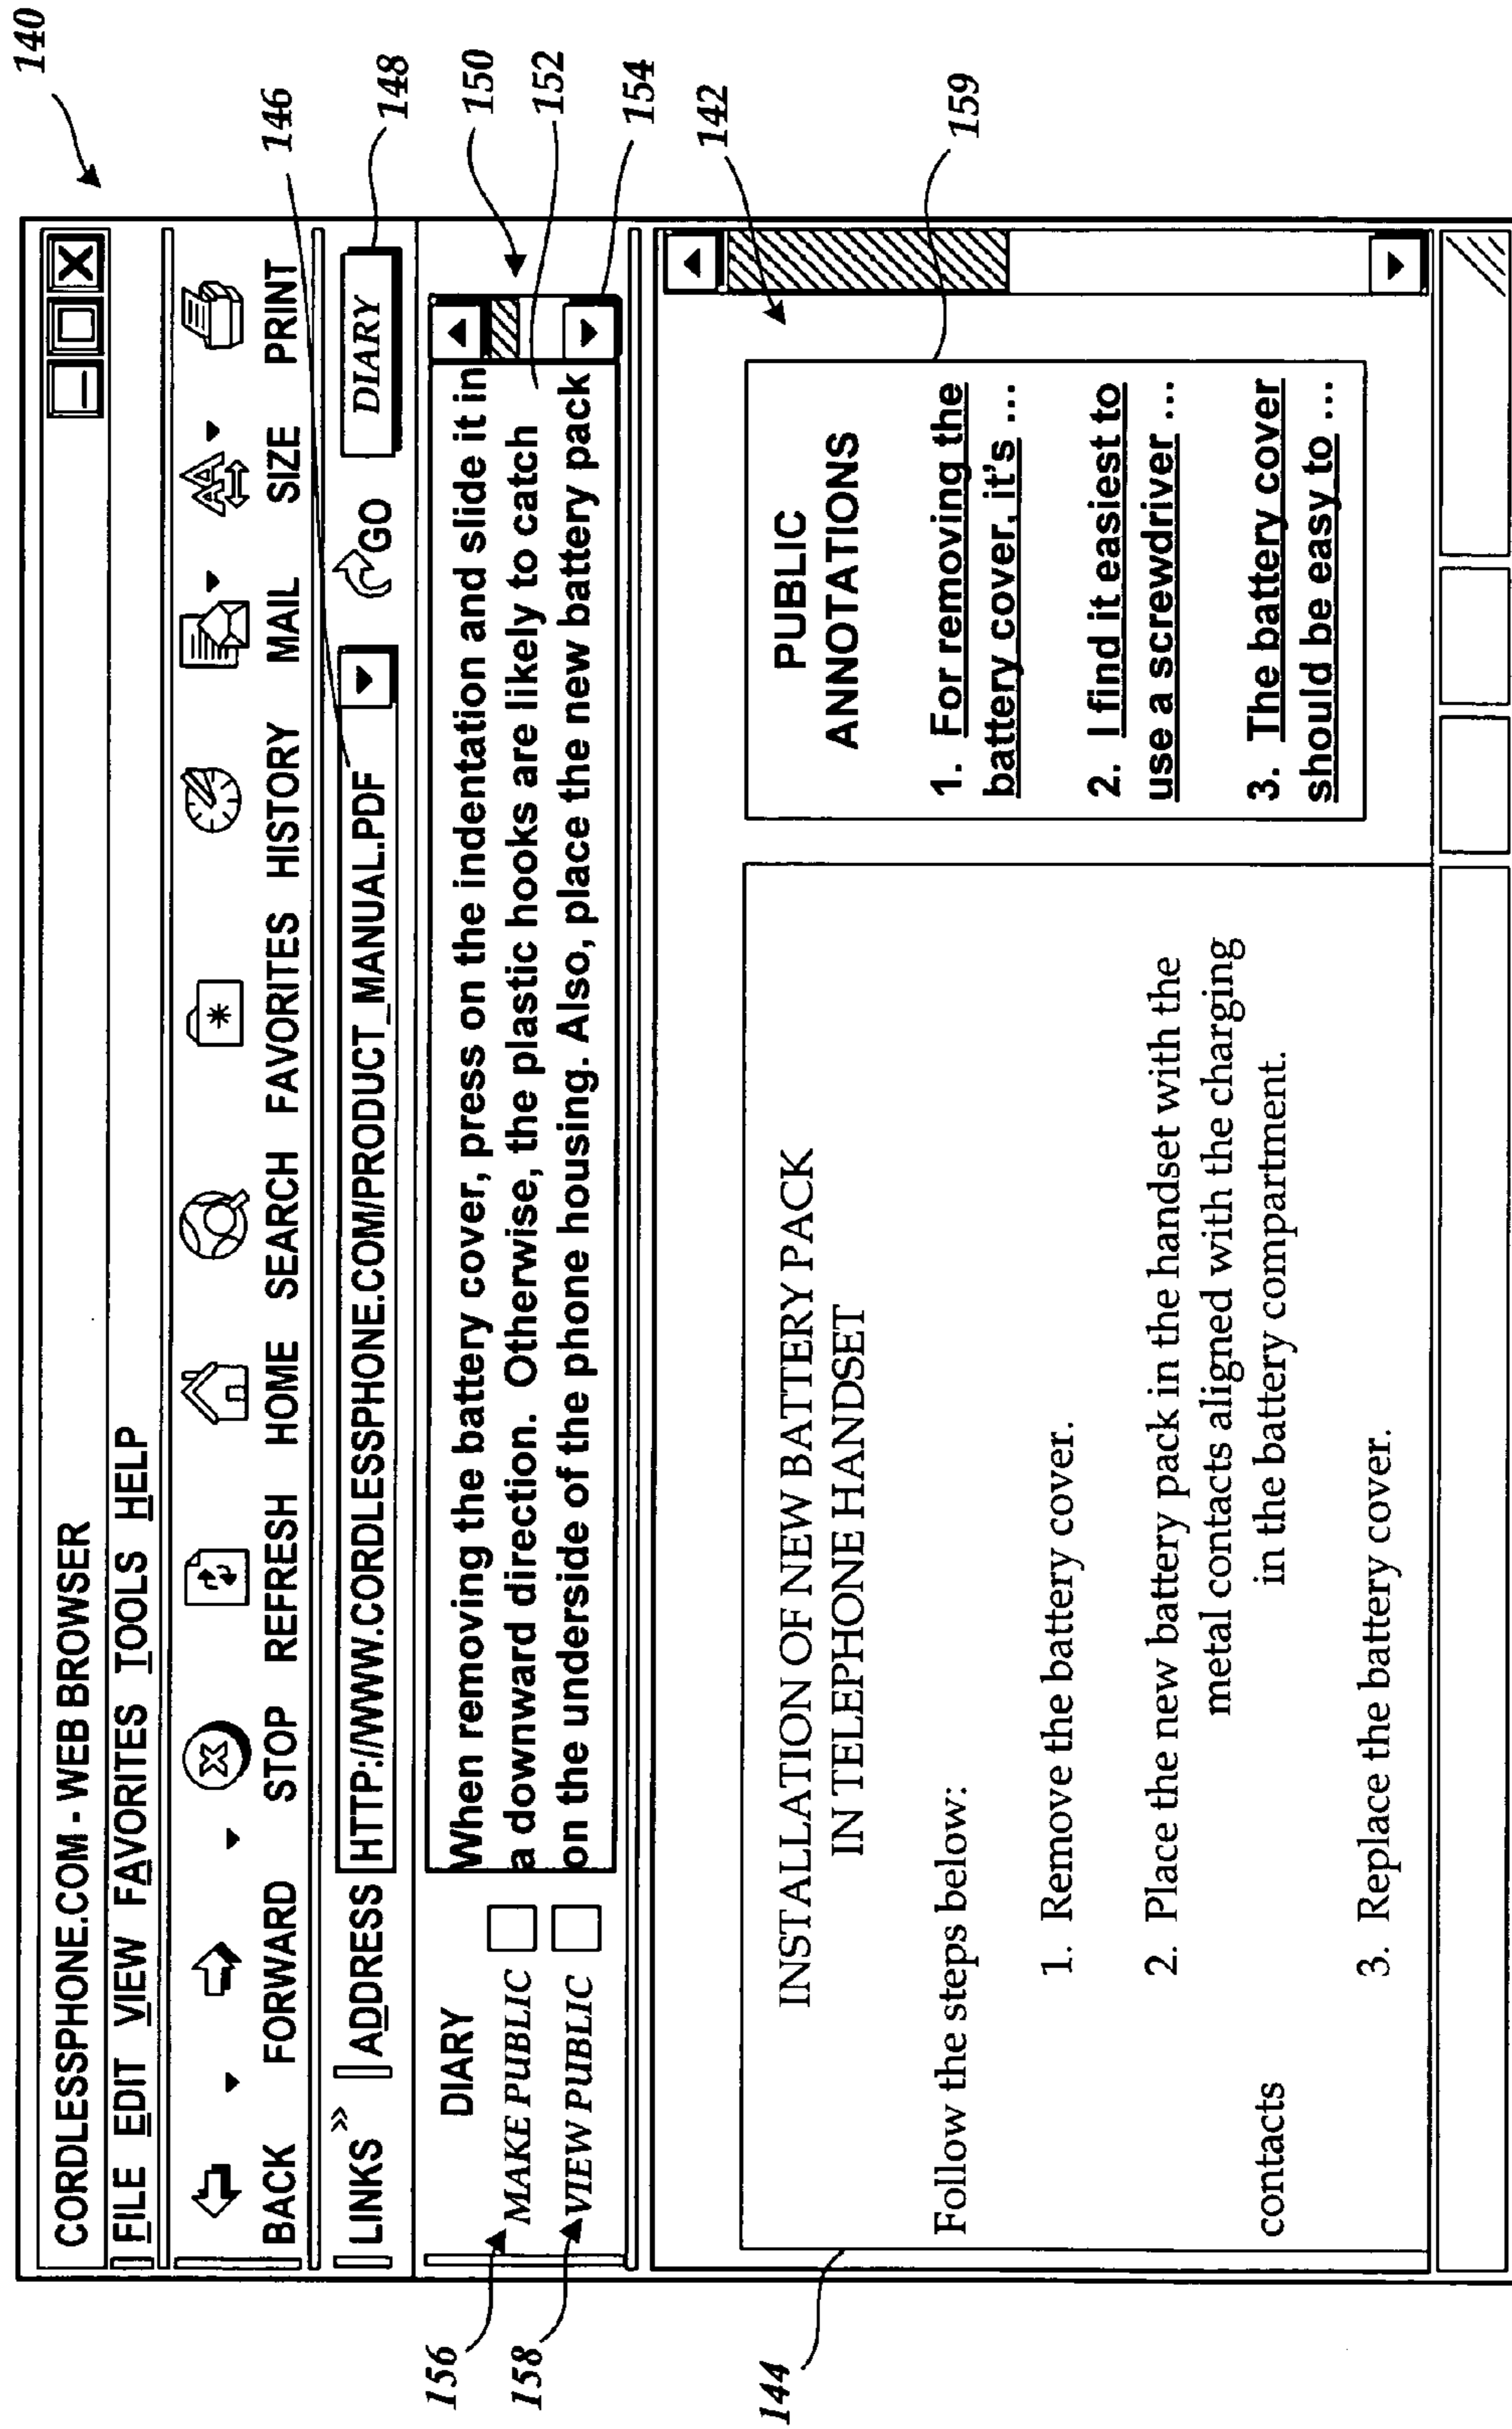 140
CORDLESSPHONE.COM - WEB BROWSER
FILE EDIT VIEW FAVORITES TOOLS HELP
BACK FORWARD STOP REFRESH HOME SEARCH FAVORITES HISTORY MAIL SIZE PRINT
146
LINKS » ADDRESS HTTP://WWW.CORDLESSPHONE.COM/PRODUCT_MANUAL.PDF GO DIARY
148
DIARY
156 MAKE PUBLIC
158 VIEW PUBLIC
When removing the battery cover, press on the indentation and slide it in
a downward direction. Otherwise, the plastic hooks are likely to catch
on the underside of the phone housing. Also, place the new battery pack
150
152
154
142
144
INSTALLATION OF NEW BATTERY PACK
IN TELEPHONE HANDSET
Follow the steps below:
1. Remove the battery cover.
2. Place the new battery pack in the handset with the
metal contacts aligned with the charging
contacts in the battery compartment.
3. Replace the battery cover.
159
PUBLIC
ANNOTATIONS
1. For removing the
battery cover, it's ...
2. I find it easiest to
use a screwdriver ...
3. The battery cover
should be easy to ...